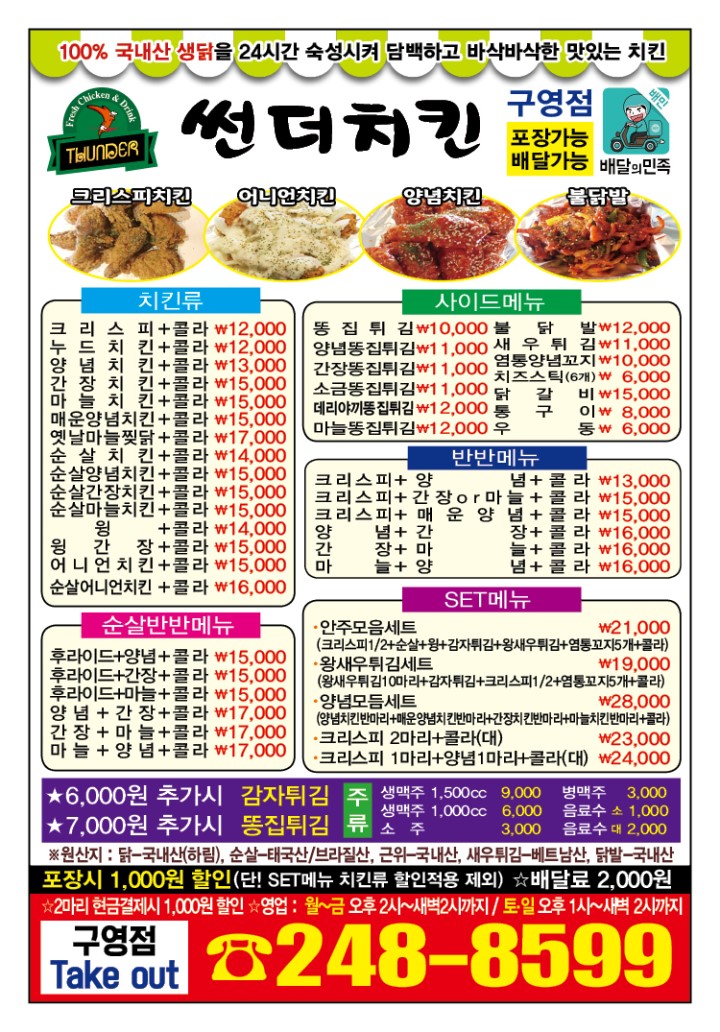 100% 국내산 생닭을 24시간 숙성시켜 담백하고 바삭바삭한 맛있는 치킨
Fresh Chicken & Drink
THUNDER
썬더치킨
구영점
포장가능
배달가능
배민
배달의민족
크리스피치킨 어니언치킨 양념치킨 불닭발
치킨류
크리스피+콜라 ₩12,000
누드치킨+콜라 ₩12,000
양념치킨+콜라 ₩13,000
간장치킨+콜라 ₩15,000
마늘치킨+콜라 ₩15,000
매운양념치킨+콜라 ₩15,000
옛날마늘찢닭+콜라 ₩17,000
순살치킨+콜라 ₩14,000
순살양념치킨+콜라 ₩15,000
순살간장치킨+콜라 ₩15,000
순살마늘치킨+콜라 ₩15,000
윙+콜라 ₩14,000
윙간장+콜라 ₩15,000
어니언치킨+콜라 ₩15,000
순살어니언치킨+콜라 ₩16,000
순살반반메뉴
후라이드+양념+콜라 ₩15,000
후라이드+간장+콜라 ₩15,000
후라이드+마늘+콜라 ₩15,000
양념+간장+콜라 ₩17,000
간장+마늘+콜라 ₩17,000
마늘+양념+콜라 ₩17,000
사이드메뉴
똥집튀김 ₩10,000 불닭발 ₩12,000
양념똥집튀김 ₩11,000 새우튀김 ₩11,000
간장똥집튀김 ₩11,000 염통양념꼬지 ₩10,000
소금똥집튀김 ₩11,000 치즈스틱(6개) ₩6,000
데리야끼똥집튀김 ₩12,000 닭갈비 ₩15,000
마늘똥집튀김 ₩12,000 통구이 ₩8,000
우동 ₩6,000
반반메뉴
크리스피+양념+콜라 ₩13,000
크리스피+간장or마늘+콜라 ₩15,000
크리스피+매운양념+콜라 ₩15,000
양념+간장+콜라 ₩16,000
간장+마늘+콜라 ₩16,000
마늘+양념+콜라 ₩16,000
SET메뉴
·안주모음세트 ₩21,000
(크리스피1/2+순살+윙+감자튀김+왕새우튀김+염통꼬지5개+콜라)
·왕새우튀김세트 ₩19,000
(왕새우튀김10마리+감자튀김+크리스피1/2+염통꼬지5개+콜라)
·양념모듬세트 ₩28,000
(양념치킨반마리+매운양념치킨반마리+간장치킨반마리+마늘치킨반마리+콜라)
·크리스피 2마리+콜라(대) ₩23,000
·크리스피 1마리+양념1마리+콜라(대) ₩24,000
★6,000원 추가시 감자튀김
★7,000원 추가시 똥집튀김
주류
생맥주 1,500cc 9,000 병맥주 3,000
생맥주 1,000cc 6,000 음료수 소 1,000
소 주 3,000 음료수 대 2,000
※원산지 : 닭-국내산(하림), 순살-태국산/브라질산, 근위-국내산, 새우튀김-베트남산, 닭발-국내산
포장시 1,000원 할인(단! SET메뉴 치킨류 할인적용 제외) ☆배달료 2,000원
☆2마리 현금결제시 1,000원 할인 ☆영업 : 월~금 오후 2시~새벽2시까지 / 토·일 오후 1시~새벽 2시까지
구영점
Take out
☎248-8599